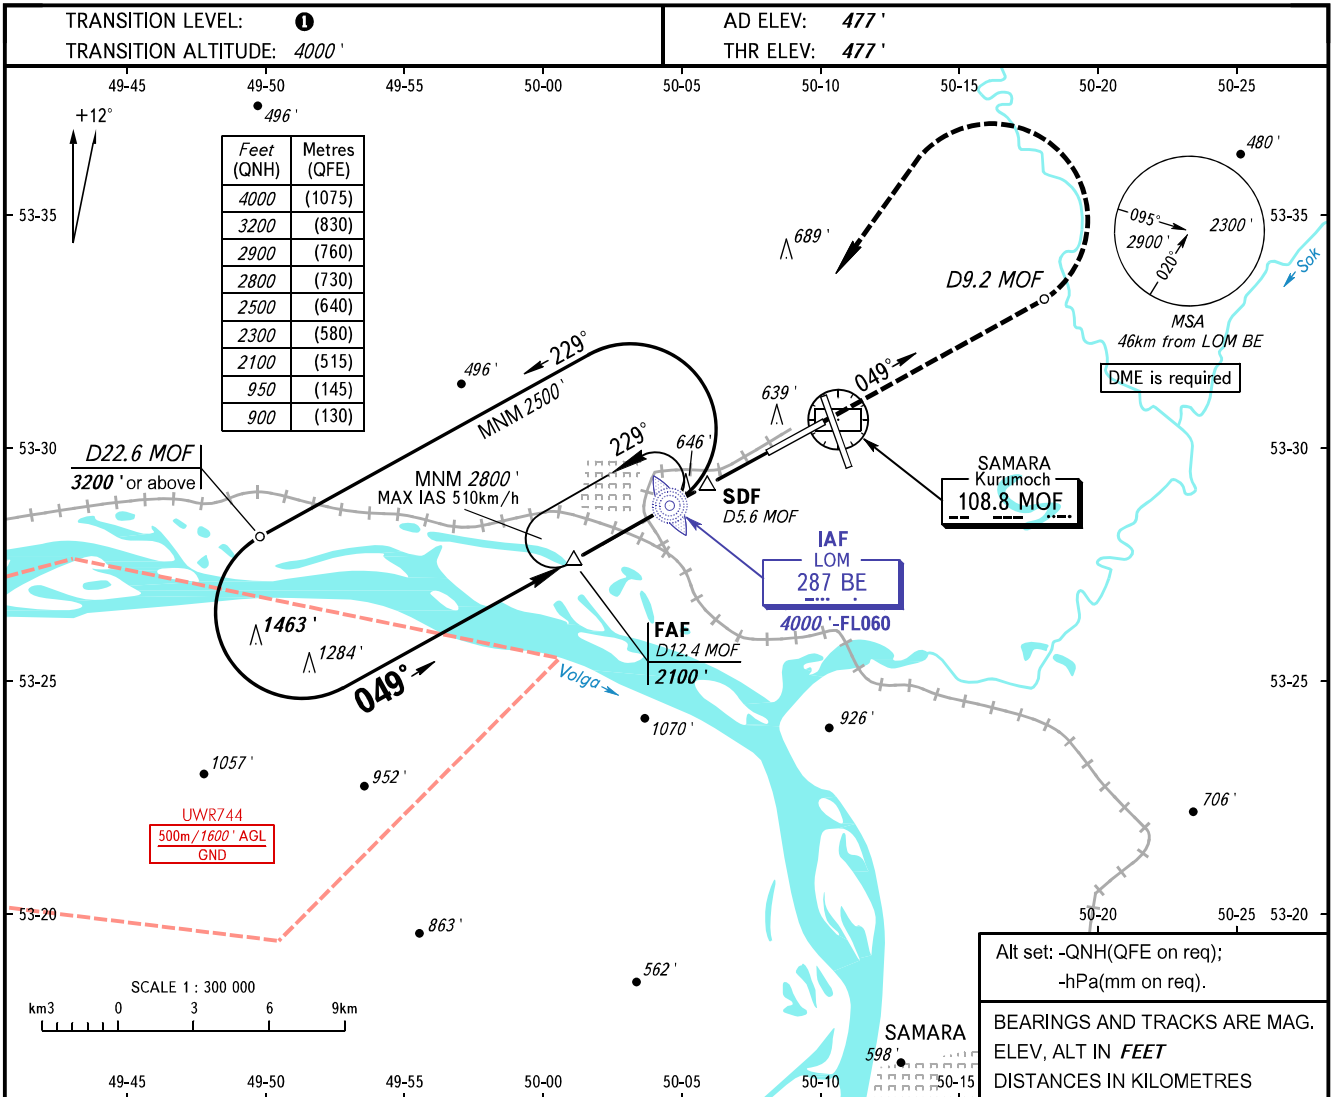 TRANSITION LEVEL: 1
TRANSITION ALTITUDE: 4000 '
AD ELEV: 477 '
THR ELEV: 477 '
49-45 49-50 49-55 50-00 50-05 50-10 50-15 50-20 50-25
+12°
496 '
Feet (QNH) Metres (QFE)
4000 (1075)
3200 (830)
2900 (760)
2800 (730)
2500 (640)
2300 (580)
2100 (515)
950 (145)
900 (130)
480 '
53-35 53-35
095°
2300 '
2900 '
020°
MSA
46km from LOM BE
DME is required
Sok
689 '
D9.2 MOF
229°
MNM 2500'
496 '
639 '
049°
53-30 53-30
D22.6 MOF
3200 ' or above
229°
646 '
MNM 2800 '
MAX IAS 510km/h
SDF
D5.6 MOF
SAMARA
Kurumoch
108.8 MOF
IAF
LOM
287 BE
4000 '-FL060
1463 '
1284 '
FAF
D12.4 MOF
2100 '
049°
53-25 53-25
Volga
1070 '
926 '
1057 '
952 '
706 '
UWR744
500m/1600 ' AGL
GND
863 '
53-20 50-20 50-25 53-20
562 '
SCALE 1 : 300 000
km3 0 3 6 9km
SAMARA
598 '
Alt set: -QNH(QFE on req);
-hPa(mm on req).
BEARINGS AND TRACKS ARE MAG.
ELEV, ALT IN FEET
DISTANCES IN KILOMETRES
49-45 49-50 49-55 50-00 50-05 50-10 50-15